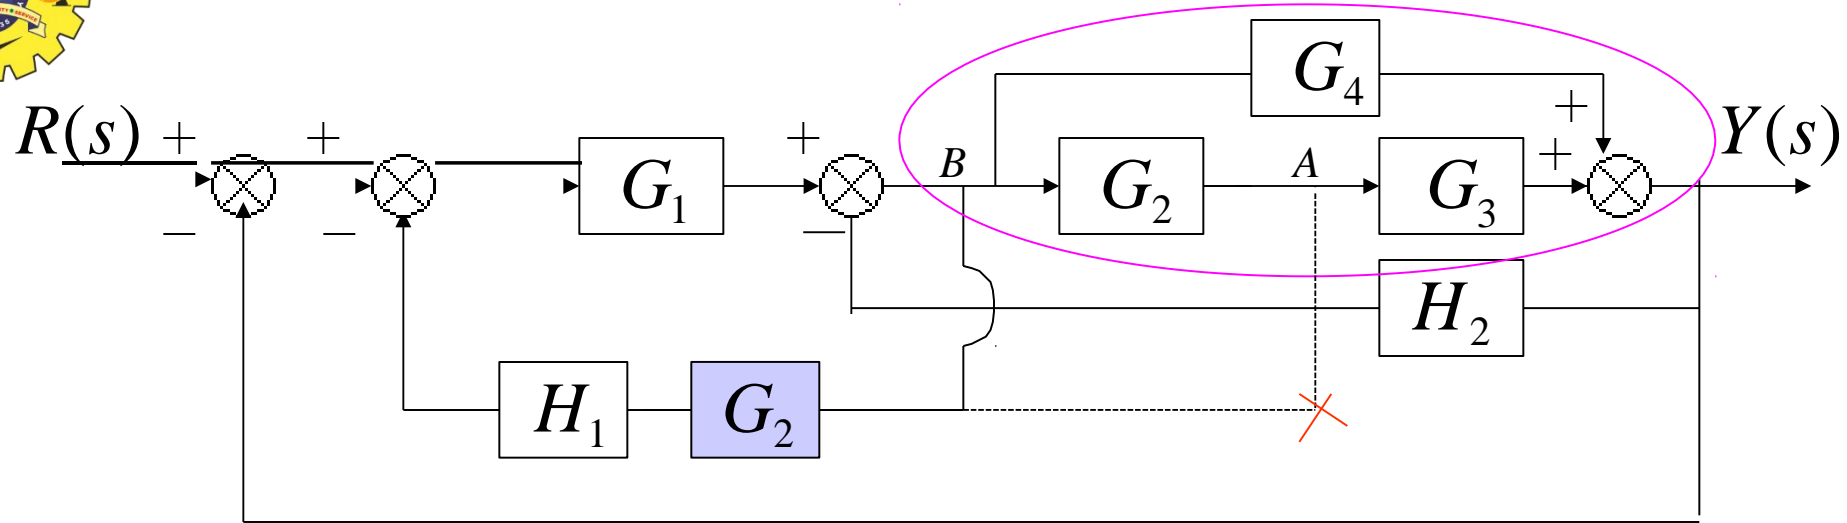 G4
R(s) + + + B A + + Y(s)
G1 G2 G3
− − −
H2
H1 G2